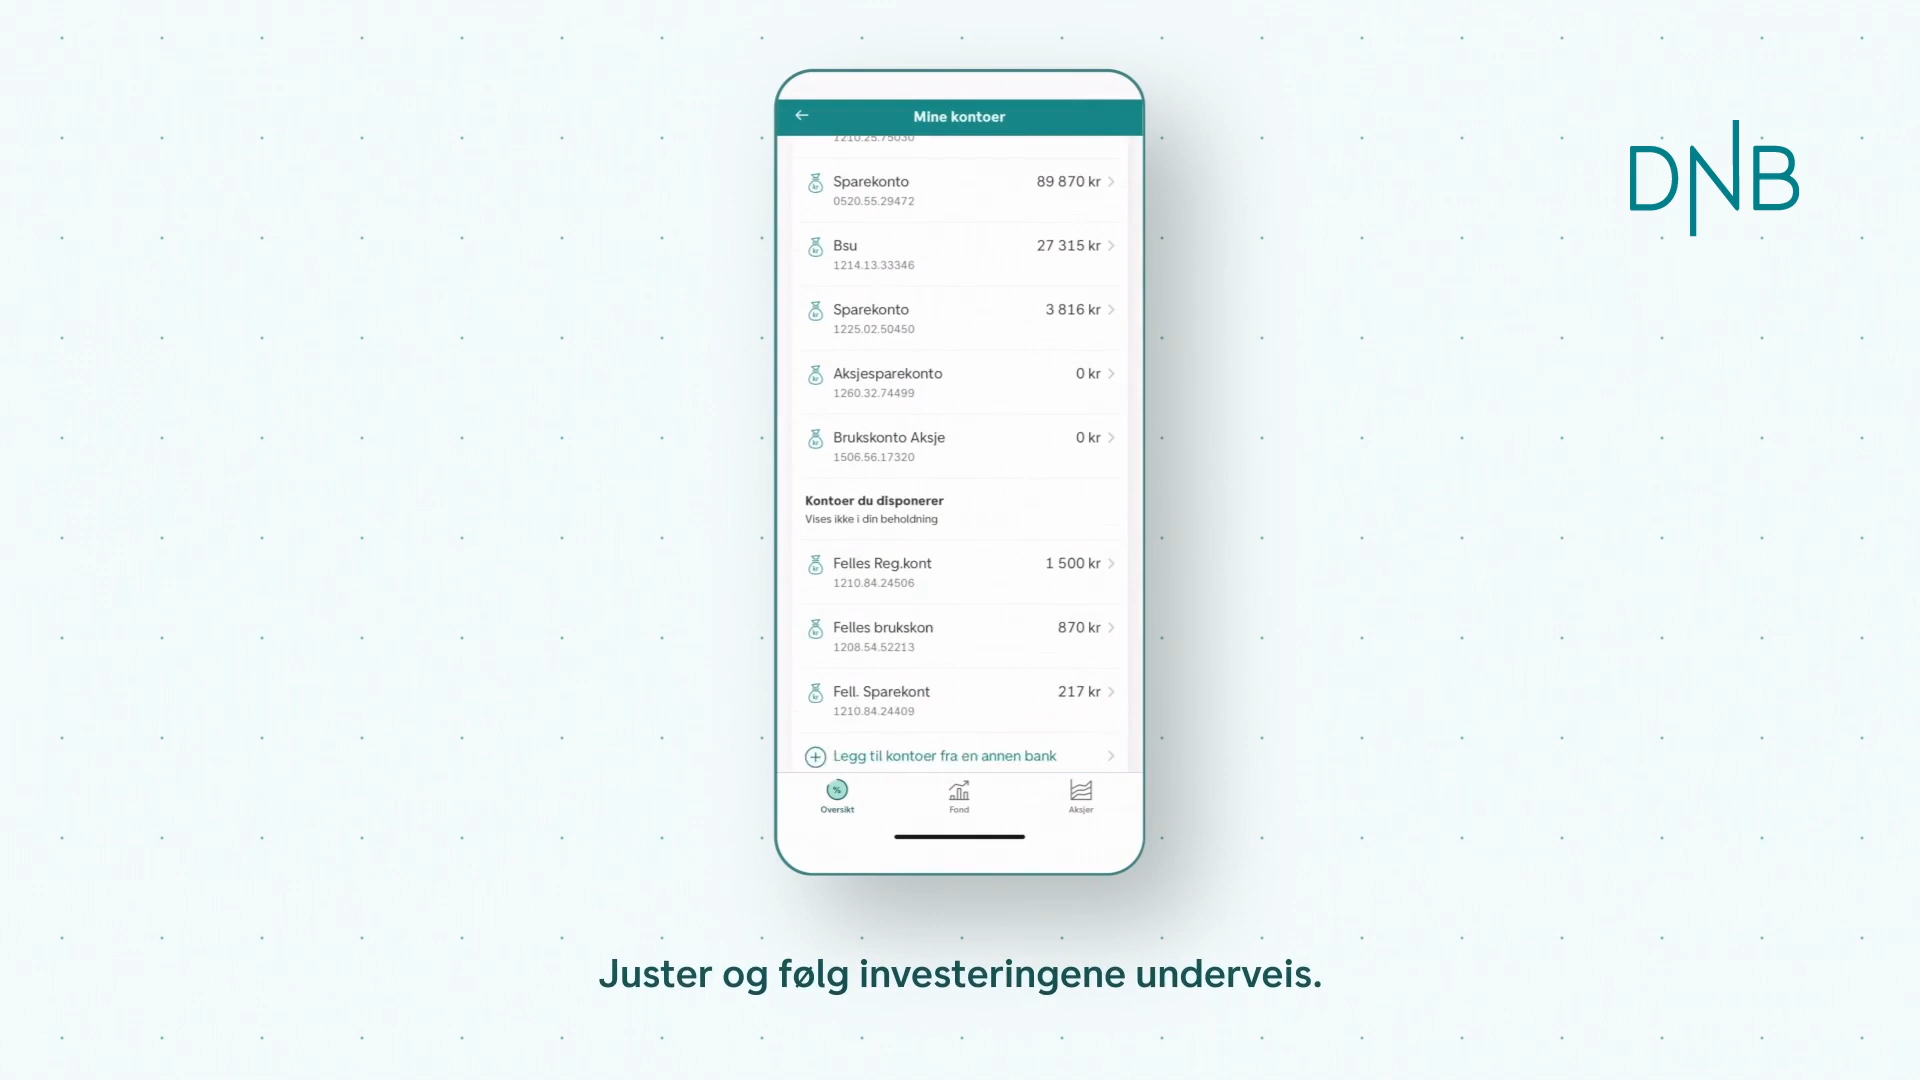 Mine kontoer
1210.25.75030
Sparekonto 89 870 kr
0520.55.29472
Bsu 27 315 kr
1214.13.33346
Sparekonto 3 816 kr
1225.02.50450
Aksjesparekonto 0 kr
1260.32.74499
Brukskonto Aksje 0 kr
1506.56.17320
Kontoer du disponerer
Vises ikke i din beholdning
Felles Reg.kont 1 500 kr
1210.84.24506
Felles brukskon 870 kr
1208.54.52213
Fell. Sparekont 217 kr
1210.84.24409
Legg til kontoer fra en annen bank
Oversikt Fond Aksjer
DNB
Juster og følg investeringene underveis.